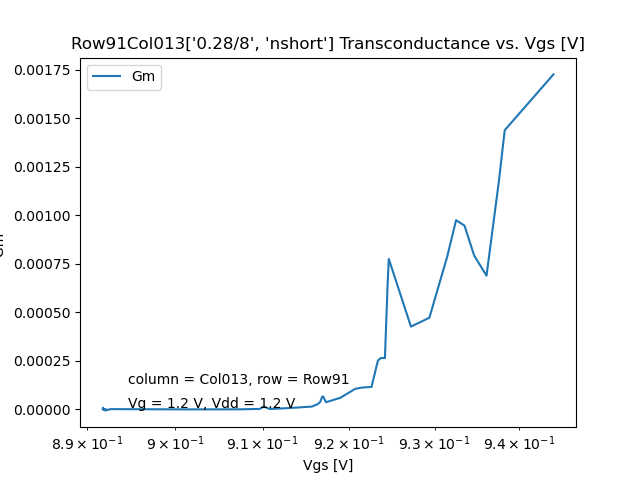 Row91Col013['0.28/8', 'nshort'] Transconductance vs. Vgs [V]
Gm
0.00175
0.00150
0.00125
0.00100
0.00075
0.00050
0.00025
0.00000
Gm
column = Col013, row = Row91
Vg = 1.2 V, Vdd = 1.2 V
8.9 × 10⁻¹ 9 × 10⁻¹ 9.1 × 10⁻¹ 9.2 × 10⁻¹ 9.3 × 10⁻¹ 9.4 × 10⁻¹
Vgs [V]